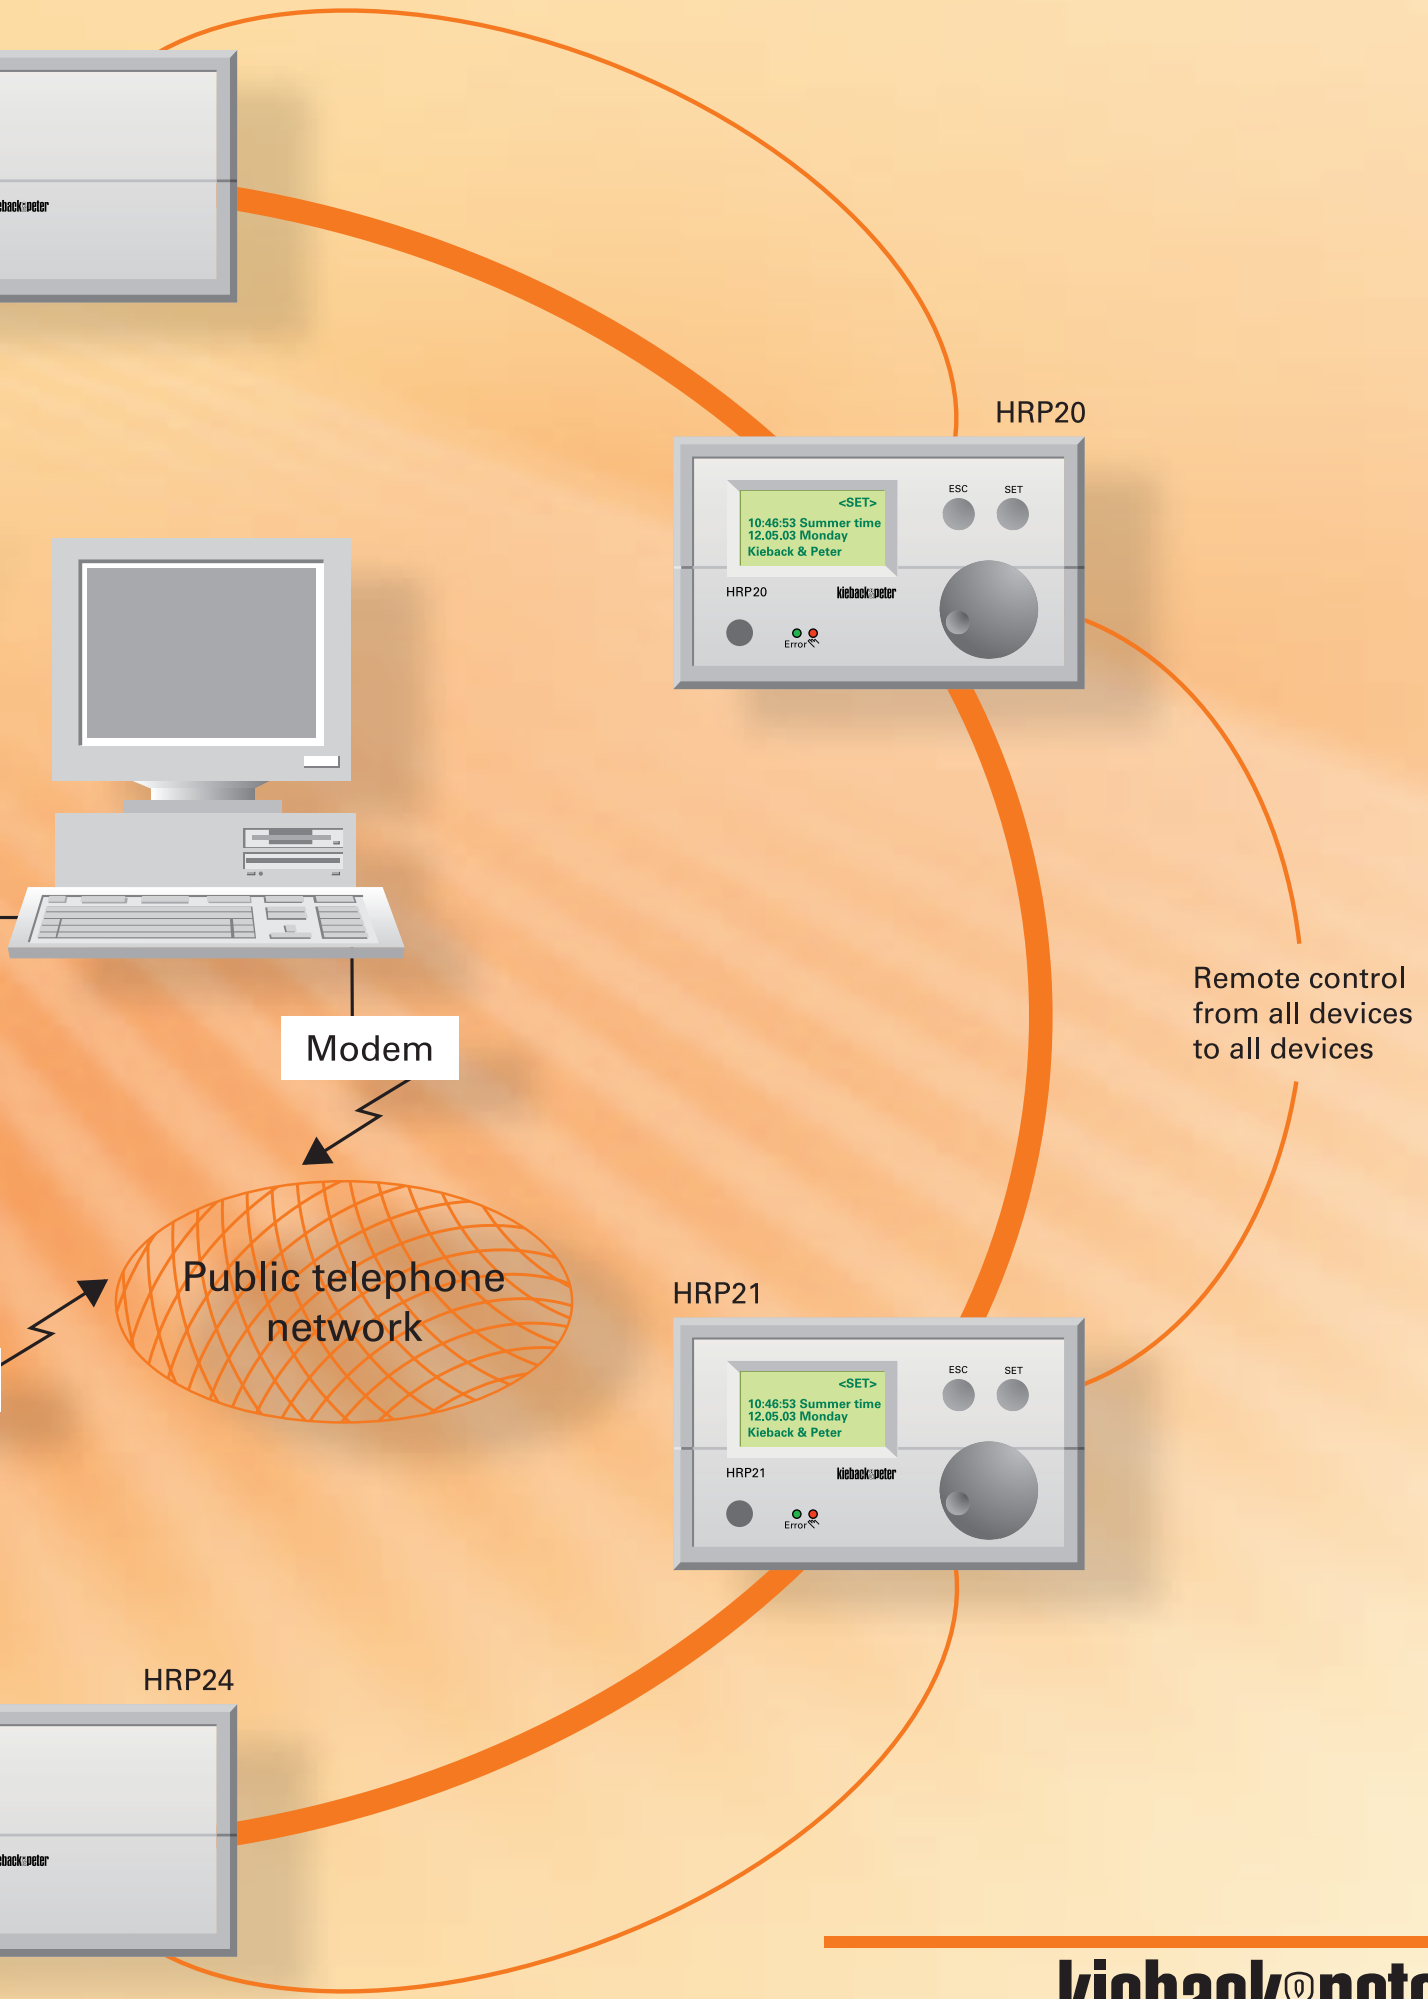 HRP20
<SET>
10:46:53 Summer time
12.05.03 Monday
Kieback & Peter
ESC SET
HRP20
kieback&peter
Error
Remote control
from all devices
to all devices
Modem
Public telephone
network
HRP21
<SET>
10:46:53 Summer time
12.05.03 Monday
Kieback & Peter
ESC SET
HRP21
kieback&peter
Error
HRP24